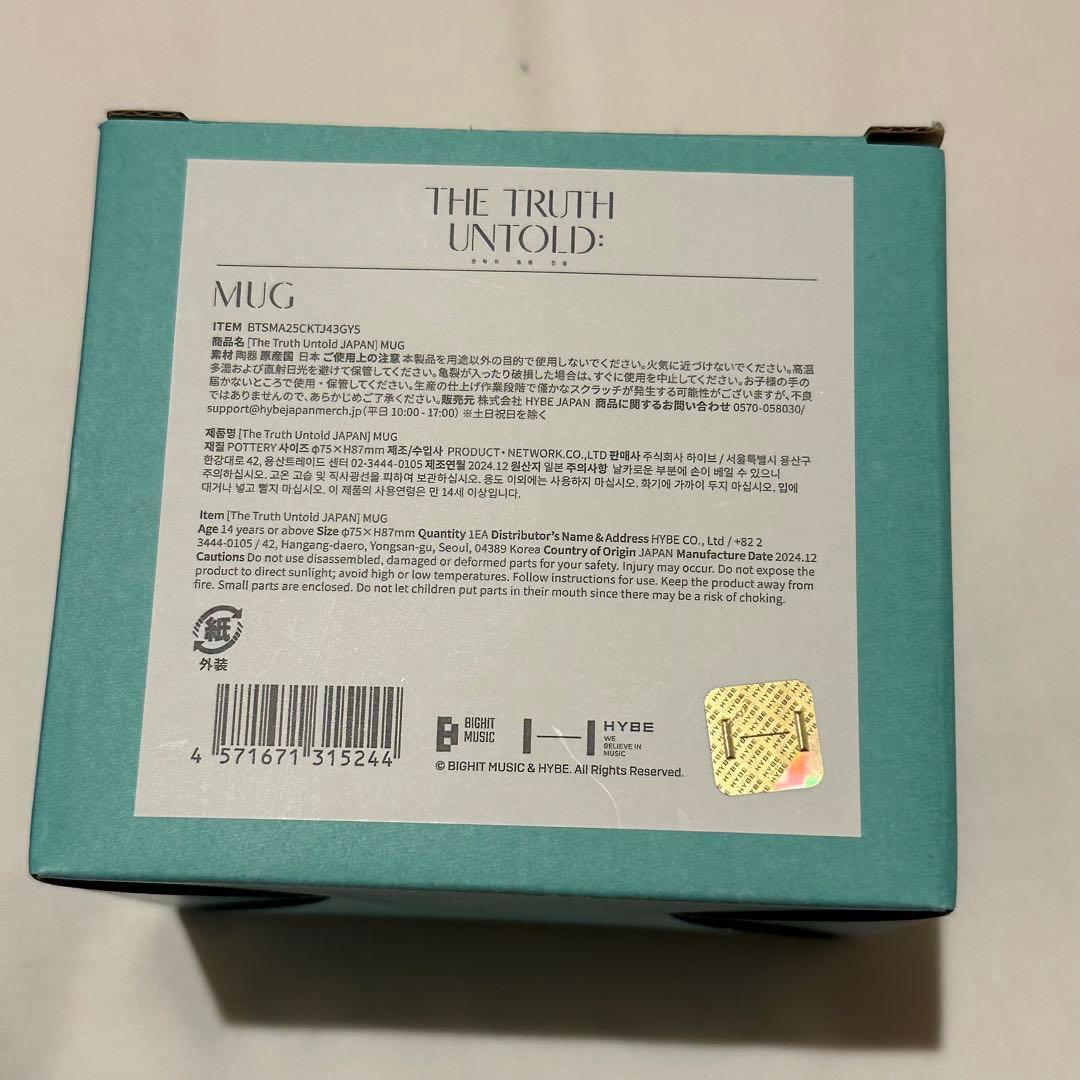 THE TRUTH
UNTOLD:
MUG
ITEM BTSMA25CKTJ43GY5
商品名 [The Truth Untold JAPAN] MUG
素材 陶器 原産国 日本 ご使用上の注意 本製品を用途以外の目的で使用しないでください。火気に近づけないでください。高温
多湿および直射日光を避けて保管してください。亀裂が入ったり破損した場合は、すぐに使用を中止してください。お子様の手の
届かないところで使用・保管してください。生産の仕上げ作業段階で僅かなスクラッチが発生する可能性がございますが、不良
ではありませんので、あらかじめご了承ください。販売元 株式会社 HYBE JAPAN 商品に関するお問い合わせ 0570-058030/
support@hybejapanmerch.jp(平日 10:00 - 17:00) ※土日祝日を除く
제품명 [The Truth Untold JAPAN] MUG
재질 POTTERY 사이즈 φ75×H87mm 제조/수입사 PRODUCT・NETWORK.CO.,LTD 판매사 주식회사 하이브 / 서울특별시 용산구
한강대로 42, 용산트레이드 센터 02-3444-0105 제조연월 2024.12 원산지 일본 주의사항 날카로운 부분에 손이 베일 수 있으니
주의하십시오. 고온 고습 및 직사광선을 피하여 보관하십시오. 용도 이외에는 사용하지 마십시오. 화기에 가까이 두지 마십시오. 입에
대거나 넣고 빨지 마십시오. 이 제품의 사용연령은 만 14세 이상입니다.
Item [The Truth Untold JAPAN] MUG
Age 14 years or above Size φ75×H87mm Quantity 1EA Distributor's Name & Address HYBE CO., Ltd / +82 2
3444-0105 / 42, Hangang-daero, Yongsan-gu, Seoul, 04389 Korea Country of Origin JAPAN Manufacture Date 2024.12
Cautions Do not use disassembled, damaged or deformed parts for your safety. Injury may occur. Do not expose the
product to direct sunlight; avoid high or low temperatures. Follow instructions for use. Keep the product away from
fire. Small parts are enclosed. Do not let children put parts in their mouth since there may be a risk of choking.
紙
外装
4 571671 315244
BIGHIT
MUSIC
HYBE
WE
BELIEVE IN
MUSIC
© BIGHIT MUSIC & HYBE. All Rights Reserved.
HYBE HYBE HYBE